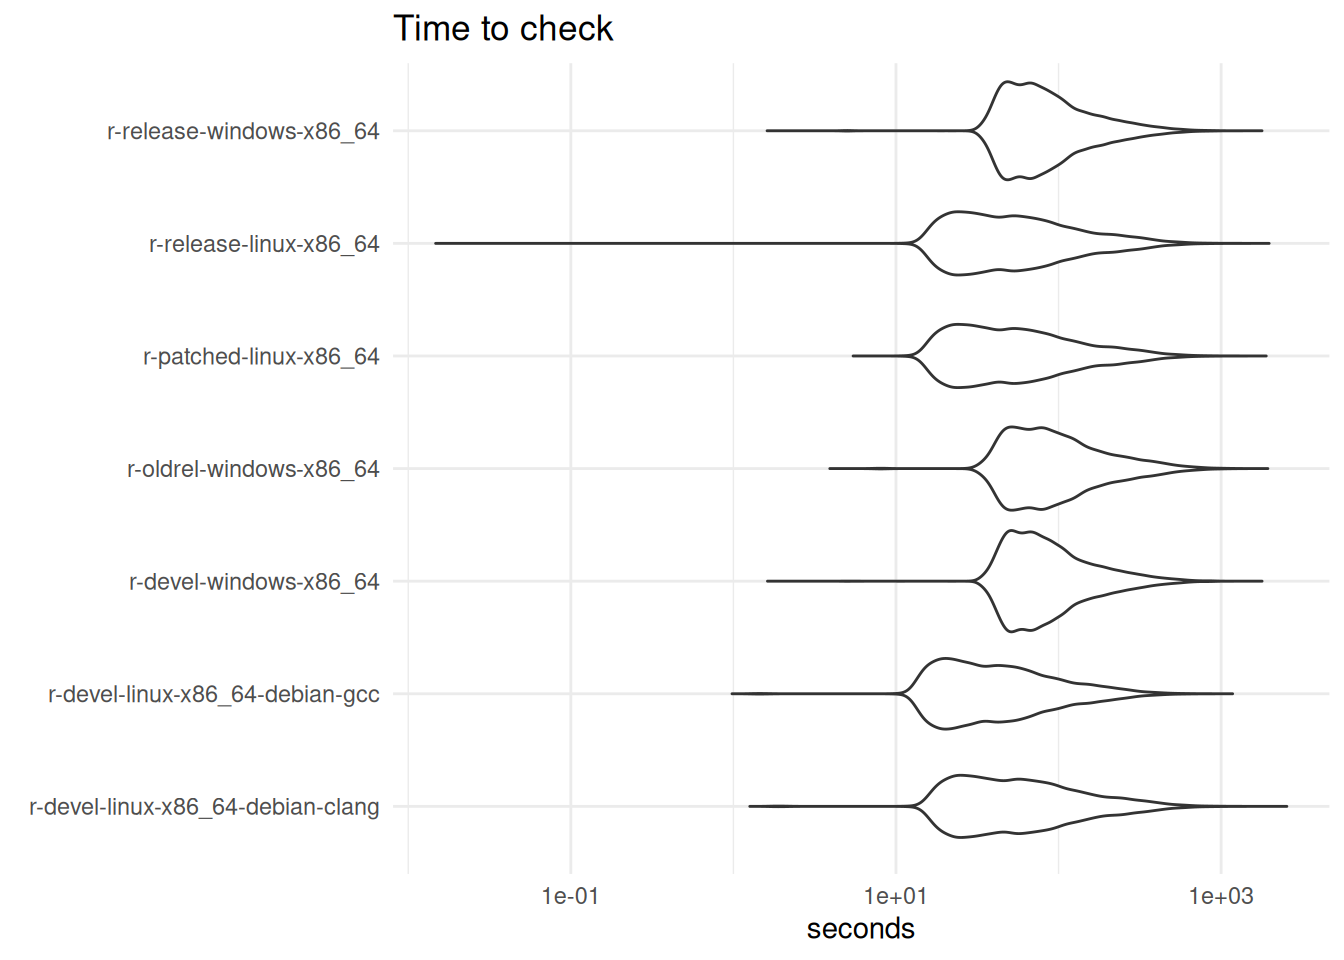 Time to check
r-release-windows-x86_64
r-release-linux-x86_64
r-patched-linux-x86_64
r-oldrel-windows-x86_64
r-devel-windows-x86_64
r-devel-linux-x86_64-debian-gcc
r-devel-linux-x86_64-debian-clang
1e-01 1e+01 1e+03
seconds